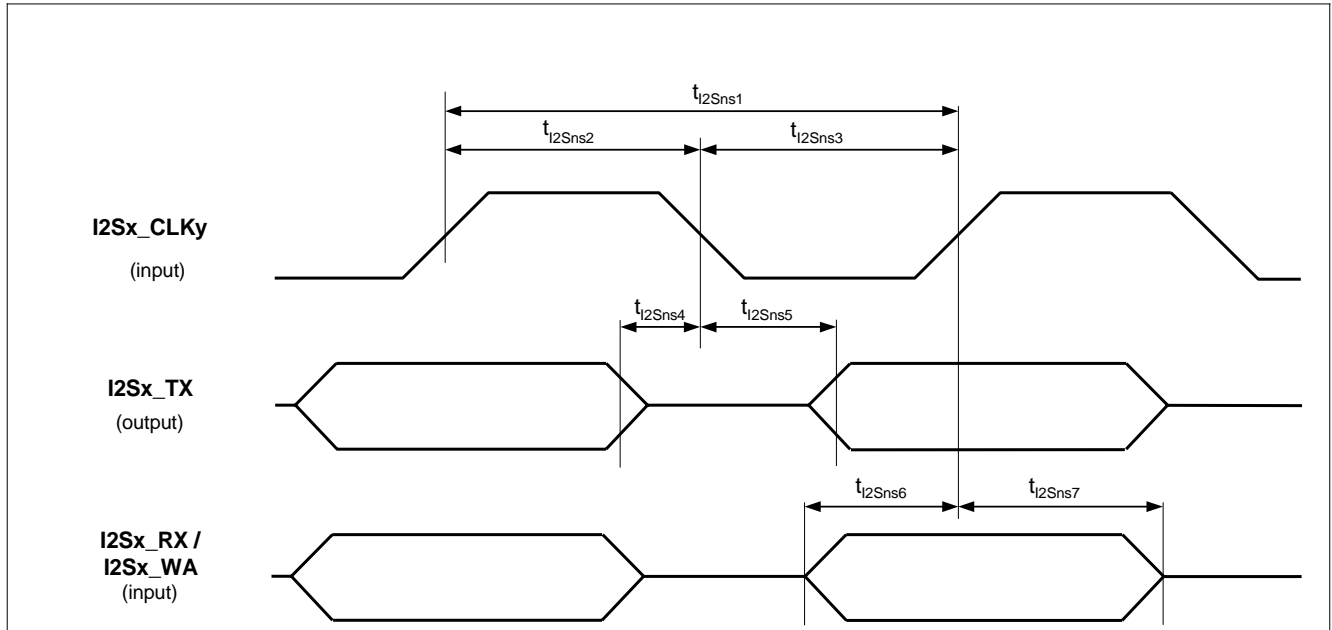 tI2Sns1
tI2Sns2
tI2Sns3
I2Sx_CLKy
(input)
tI2Sns4
tI2Sns5
I2Sx_TX
(output)
tI2Sns6
tI2Sns7
I2Sx_RX /
I2Sx_WA
(input)